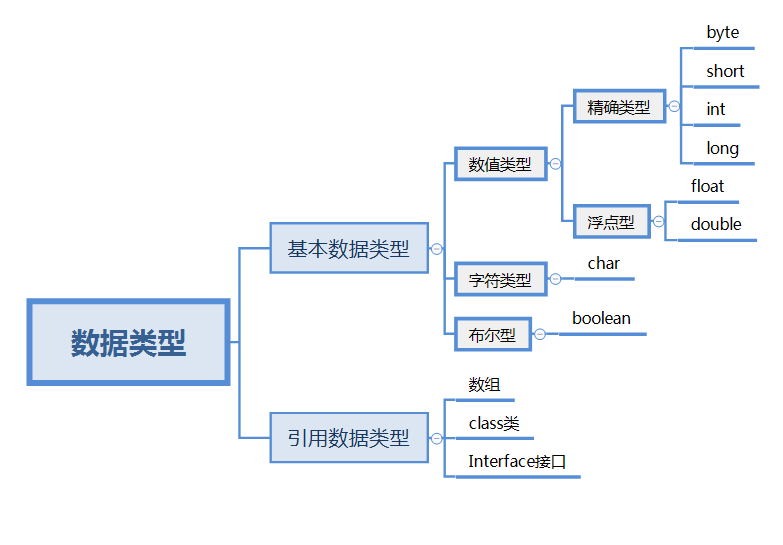 数据类型
基本数据类型
数值类型
精确类型
byte
short
int
long
浮点型
float
double
字符类型
char
布尔型
boolean
引用数据类型
数组
class类
Interface接口